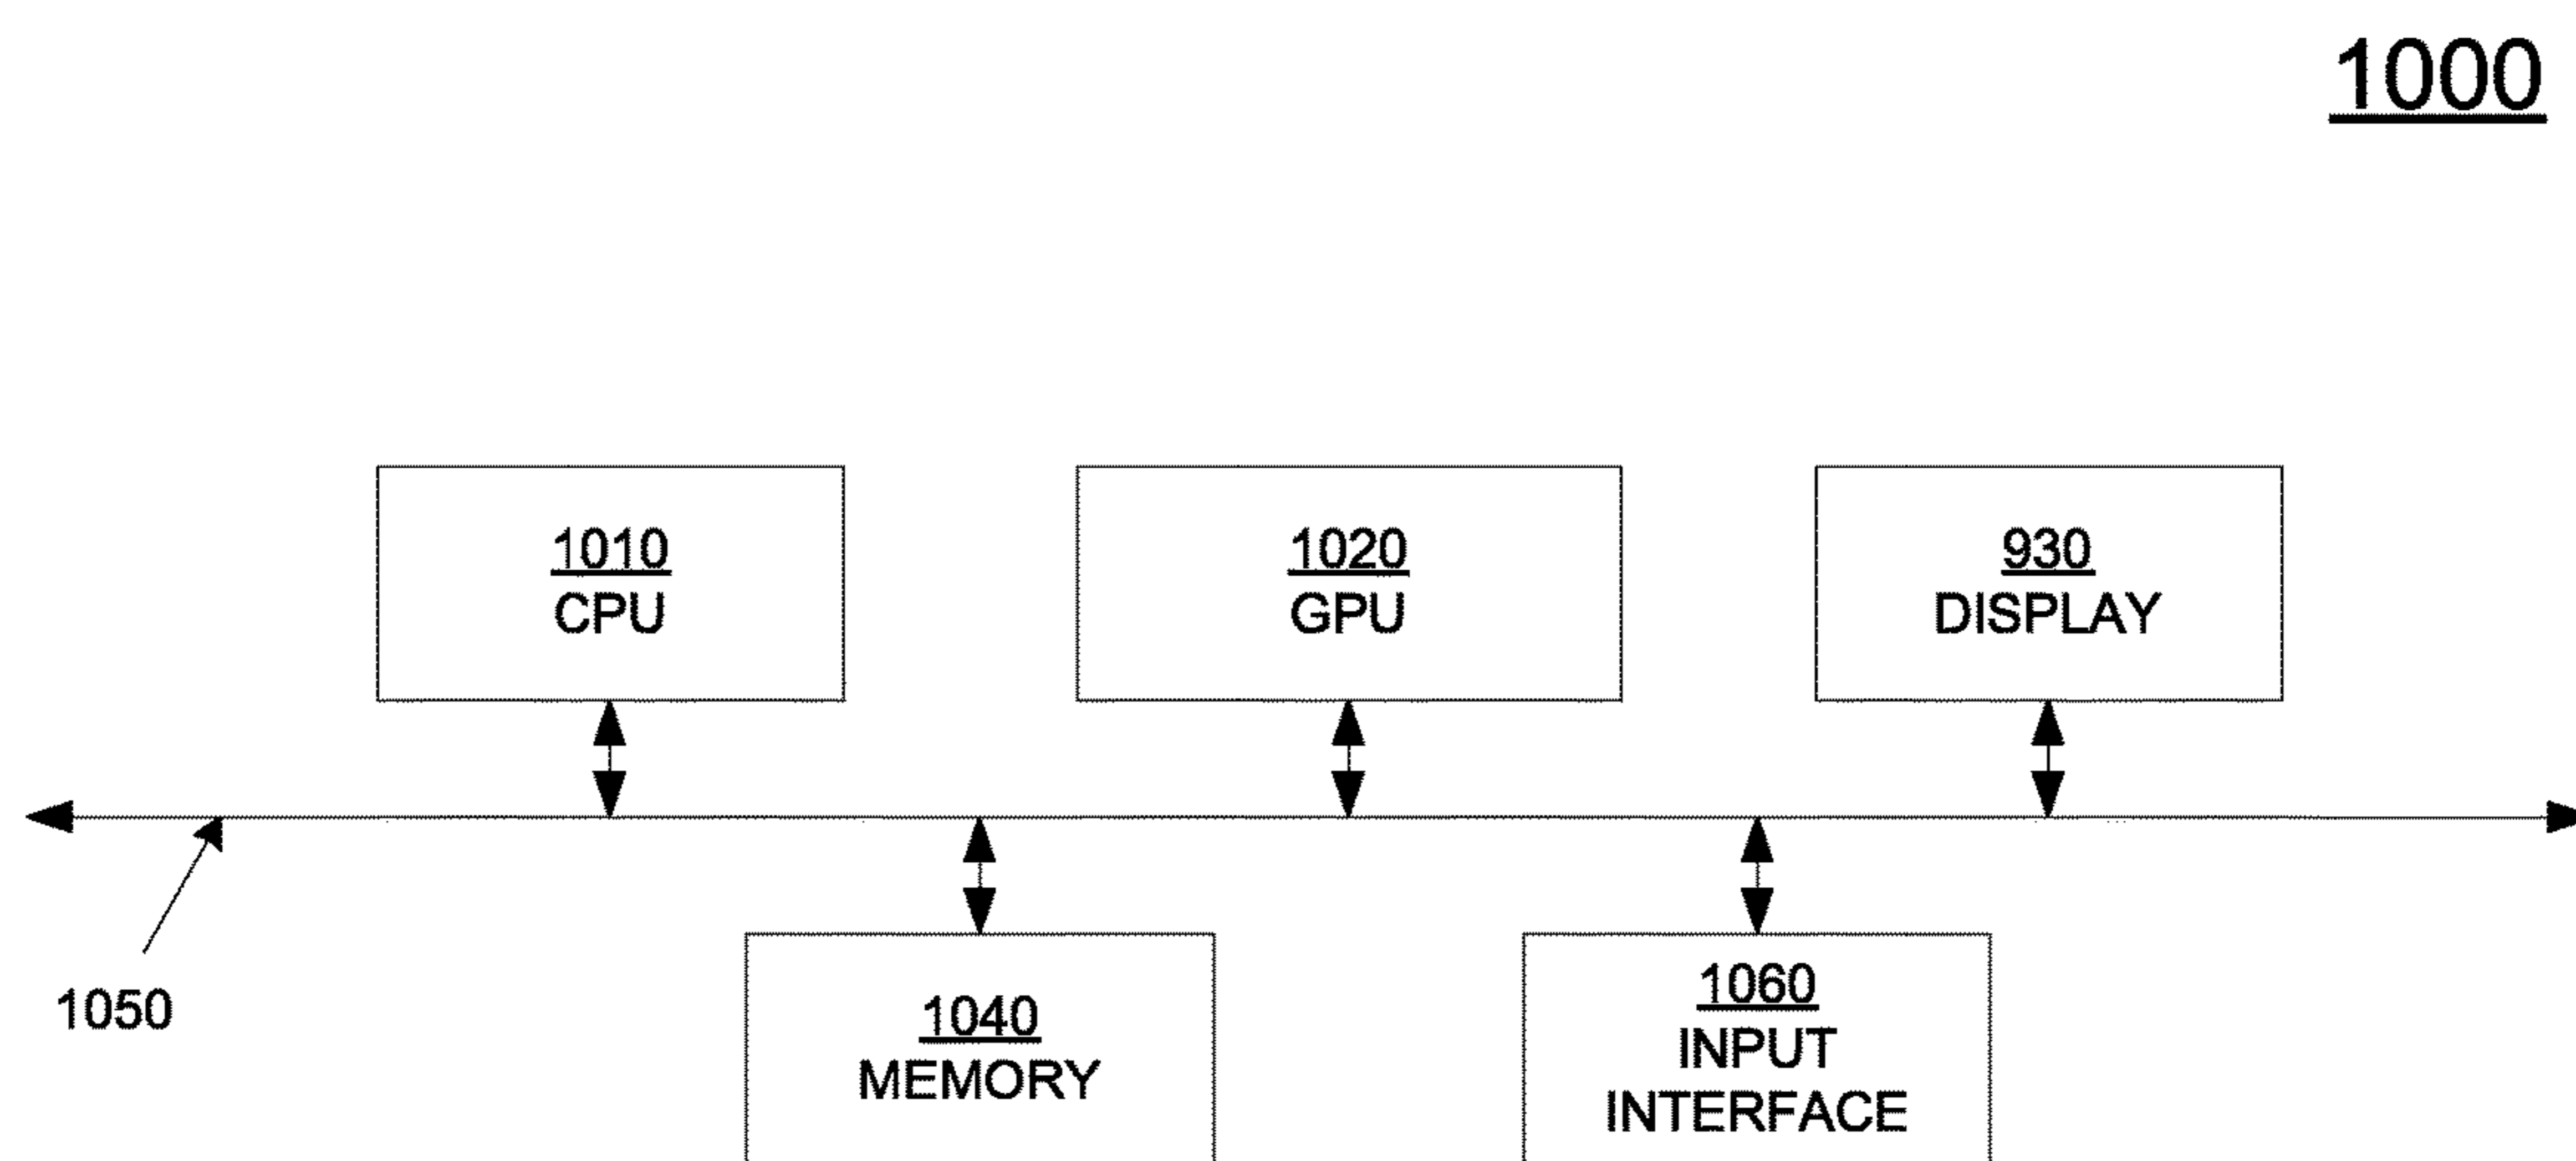 1000
1010
CPU
1020
GPU
930
DISPLAY
1050
1040
MEMORY
1060
INPUT
INTERFACE